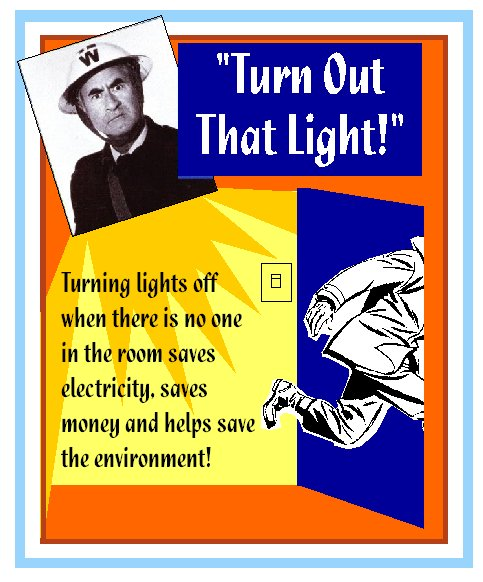 W
"Turn Out
That Light!"
Turning lights off
when there is no one
in the room saves
electricity, saves
money and helps save
the environment!